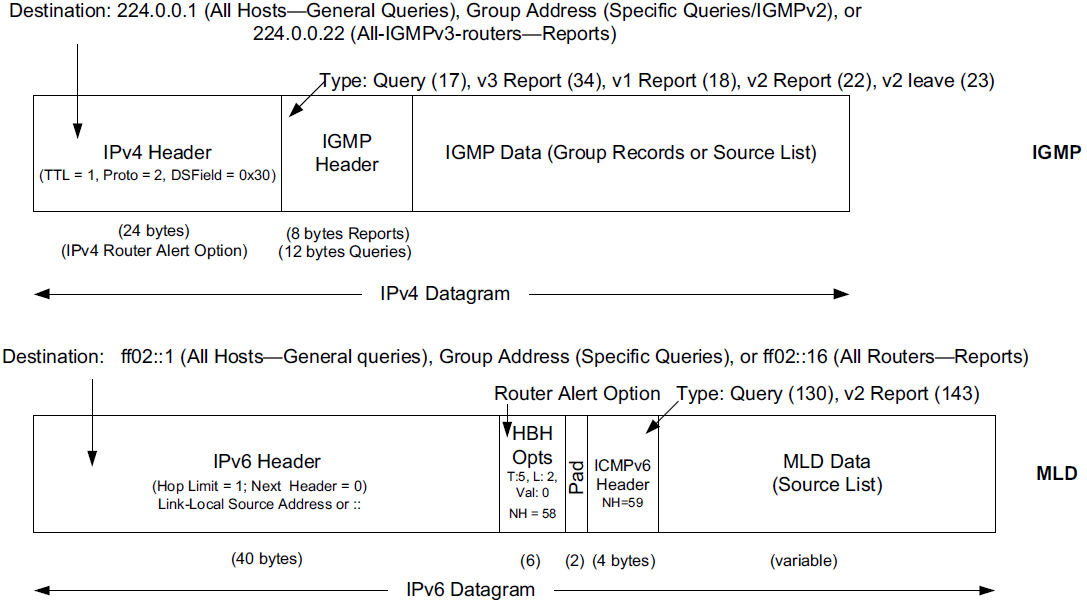 Destination: 224.0.0.1 (All Hosts—General Queries), Group Address (Specific Queries/IGMPv2), or
224.0.0.22 (All-IGMPv3-routers—Reports)
Type: Query (17), v3 Report (34), v1 Report (18), v2 Report (22), v2 leave (23)
IPv4 Header
(TTL = 1, Proto = 2, DSField = 0x30)
IGMP
Header
IGMP Data (Group Records or Source List)
IGMP
(24 bytes)
(IPv4 Router Alert Option)
(8 bytes Reports)
(12 bytes Queries)
IPv4 Datagram
Destination: ff02::1 (All Hosts—General queries), Group Address (Specific Queries), or ff02::16 (All Routers—Reports)
Router Alert Option
Type: Query (130), v2 Report (143)
IPv6 Header
(Hop Limit = 1; Next Header = 0)
Link-Local Source Address or ::
HBH
Opts
T:5, L: 2,
Val: 0
NH = 58
Pad
ICMPv6
Header
NH=59
MLD Data
(Source List)
MLD
(40 bytes)
(6)
(2)
(4 bytes)
(variable)
IPv6 Datagram